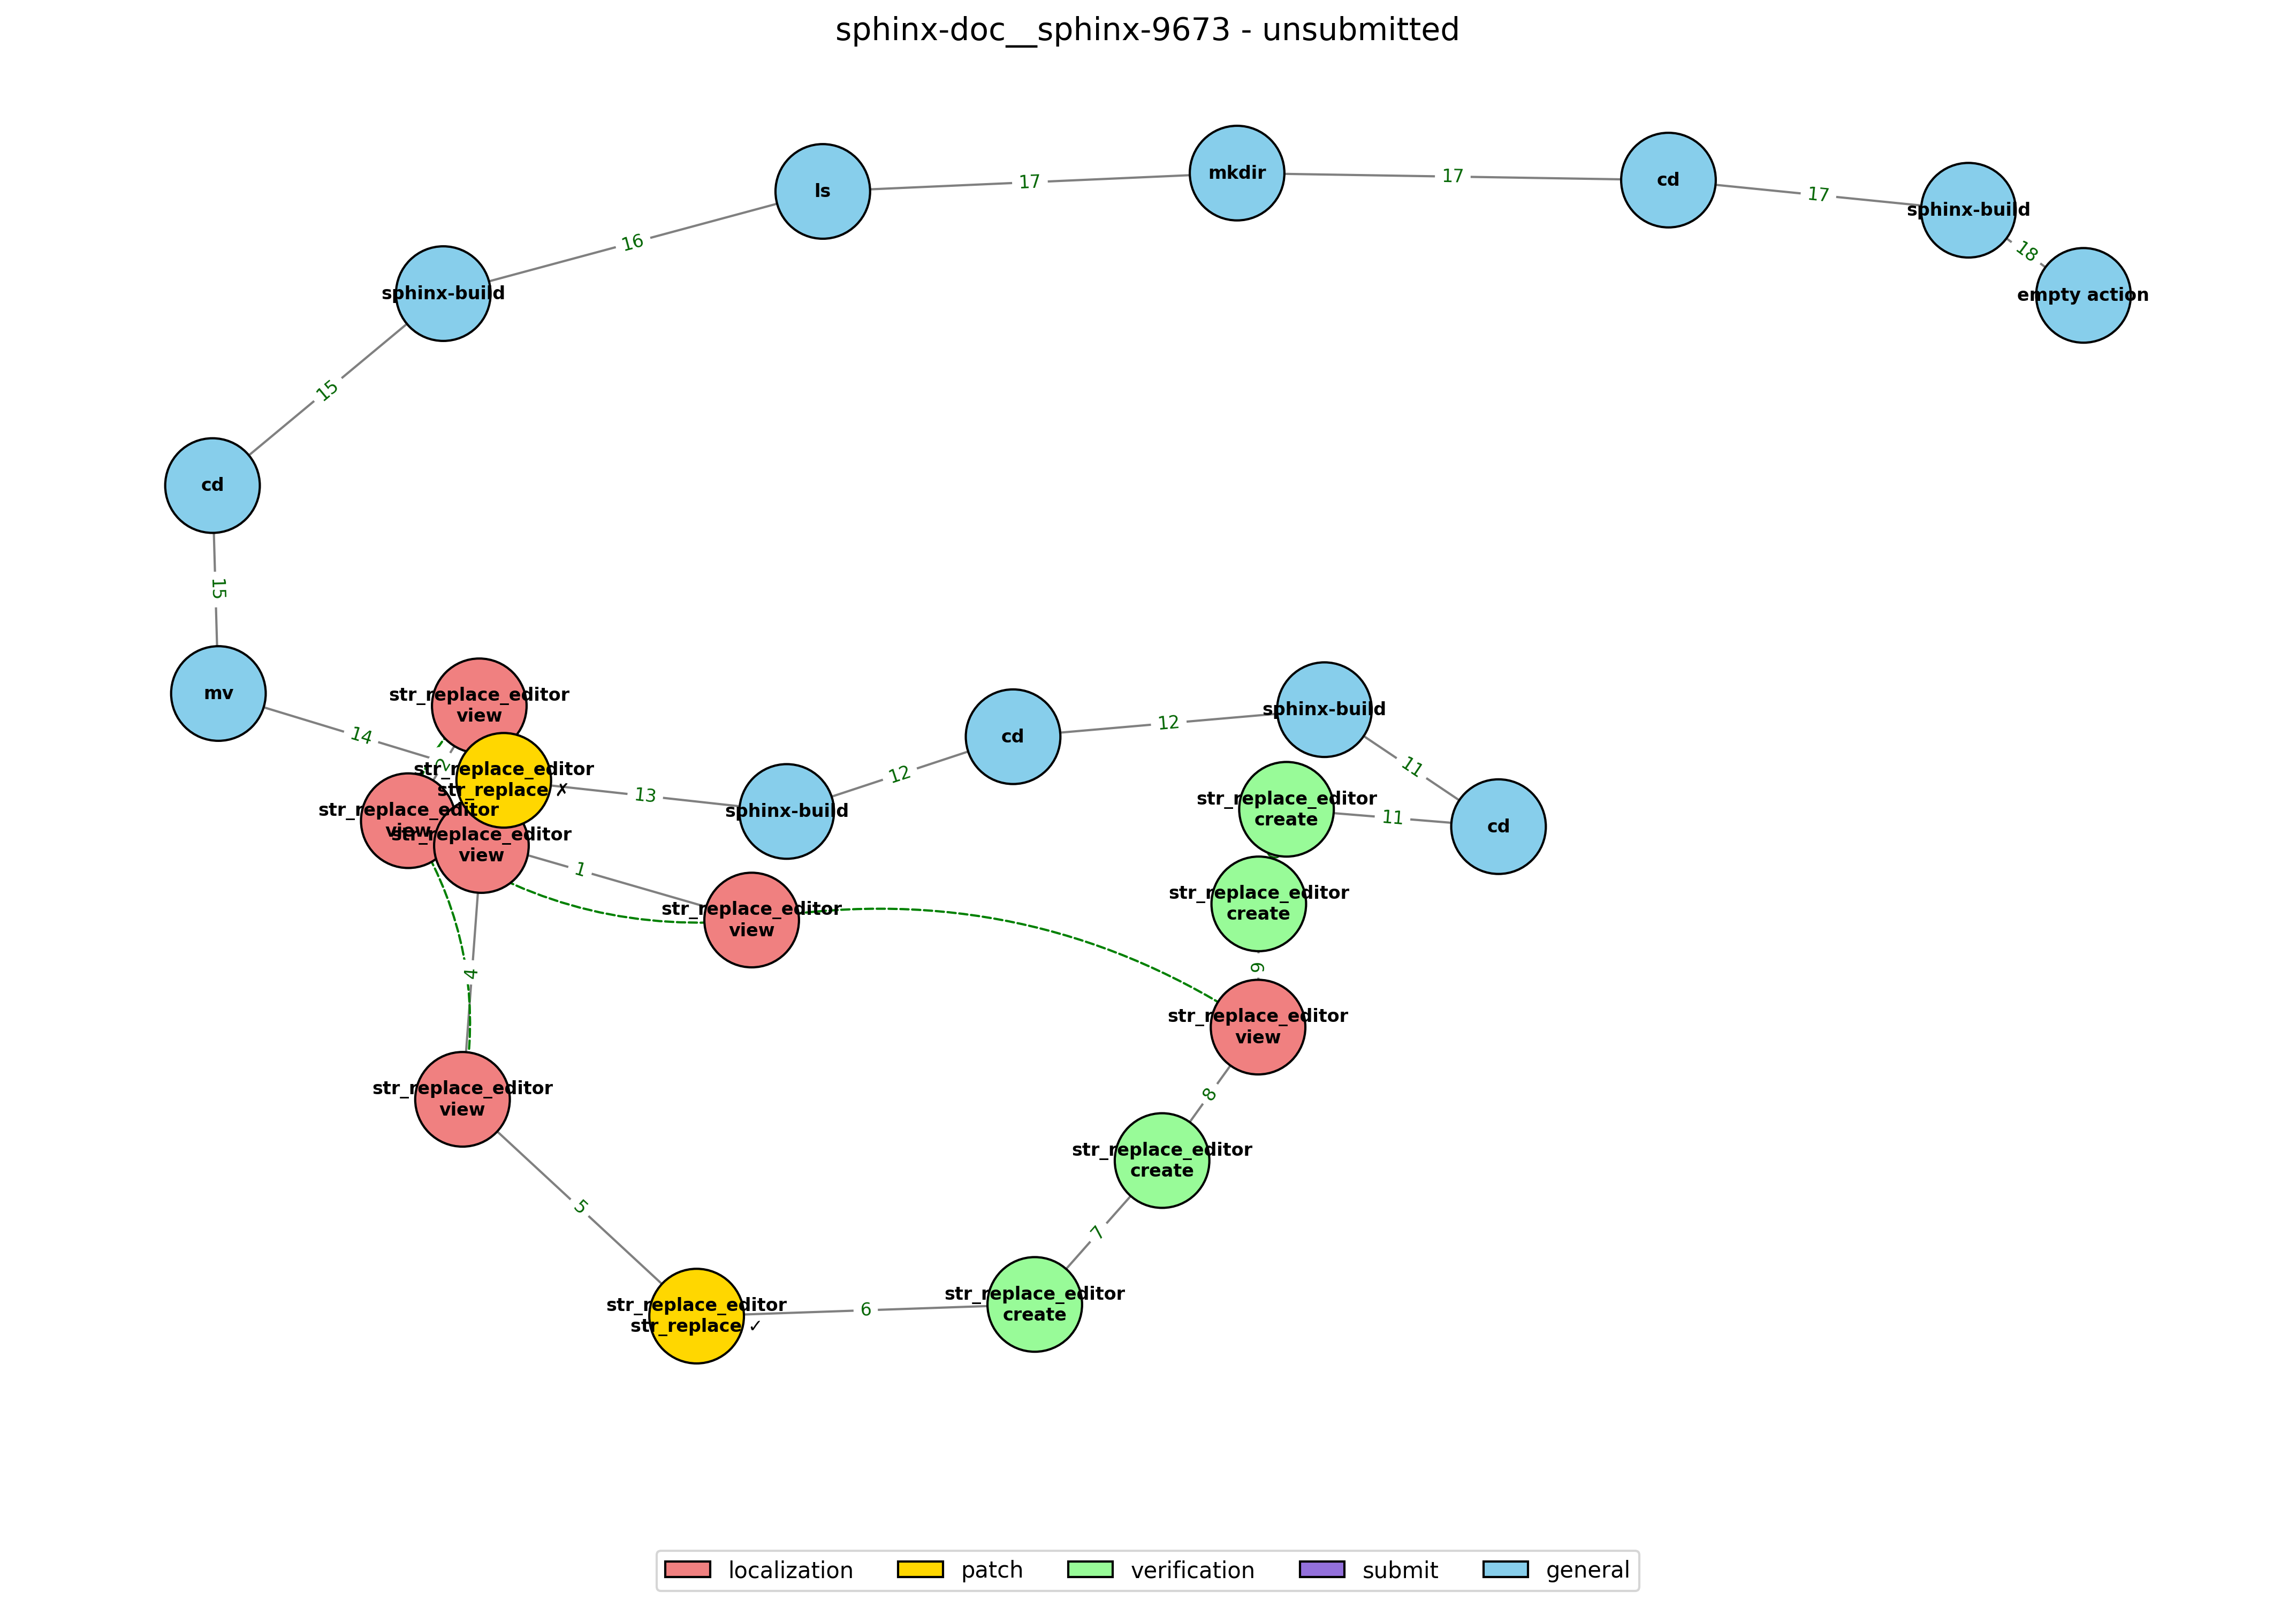 sphinx-doc__sphinx-9673 - unsubmitted
ls
17
mkdir
17
cd
17
sphinx-build
18
empty action
16
sphinx-build
15
cd
15
mv
14
str_replace_editor
view
2
str_replace_editor
str_replace ✗
str_replace_editor
view
str_replace_editor
view
13
sphinx-build
12
cd
12
sphinx-build
11
cd
11
str_replace_editor
create
str_replace_editor
create
9
1
str_replace_editor
view
str_replace_editor
view
4
8
str_replace_editor
view
str_replace_editor
create
7
5
str_replace_editor
create
6
str_replace_editor
str_replace ✓
localization
patch
verification
submit
general